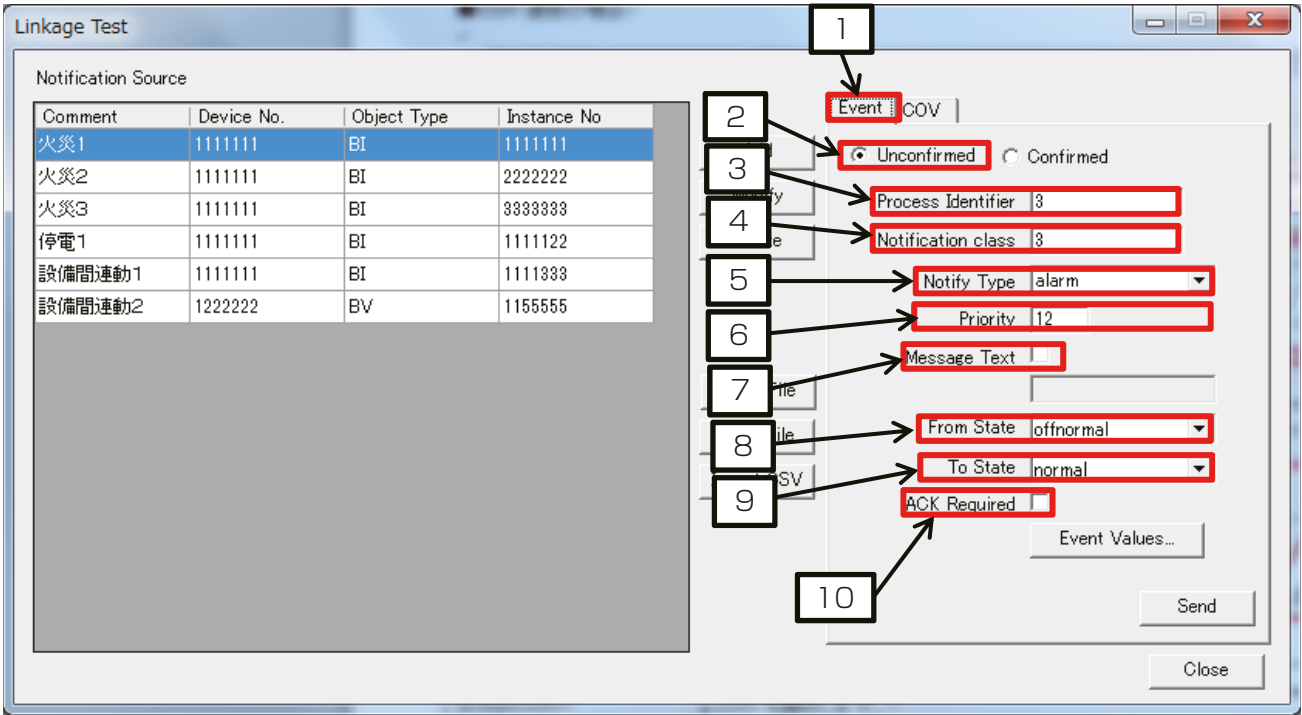 Linkage Test
Notification Source
Comment Device No. Object Type Instance No
火災1 1111111 BI 1111111
火災2 1111111 BI 2222222
火災3 1111111 BI 3333333
停電1 1111111 BI 1111122
設備間連動1 1111111 BI 1111333
設備間連動2 1222222 BV 1155555
1
2
3
4
5
6
7
8
9
10
Event COV
Unconfirmed Confirmed
Process Identifier 3
Notification class 3
Notify Type alarm
Priority 12
Message Text
From State offnormal
To State normal
ACK Required
Event Values...
Send
Close